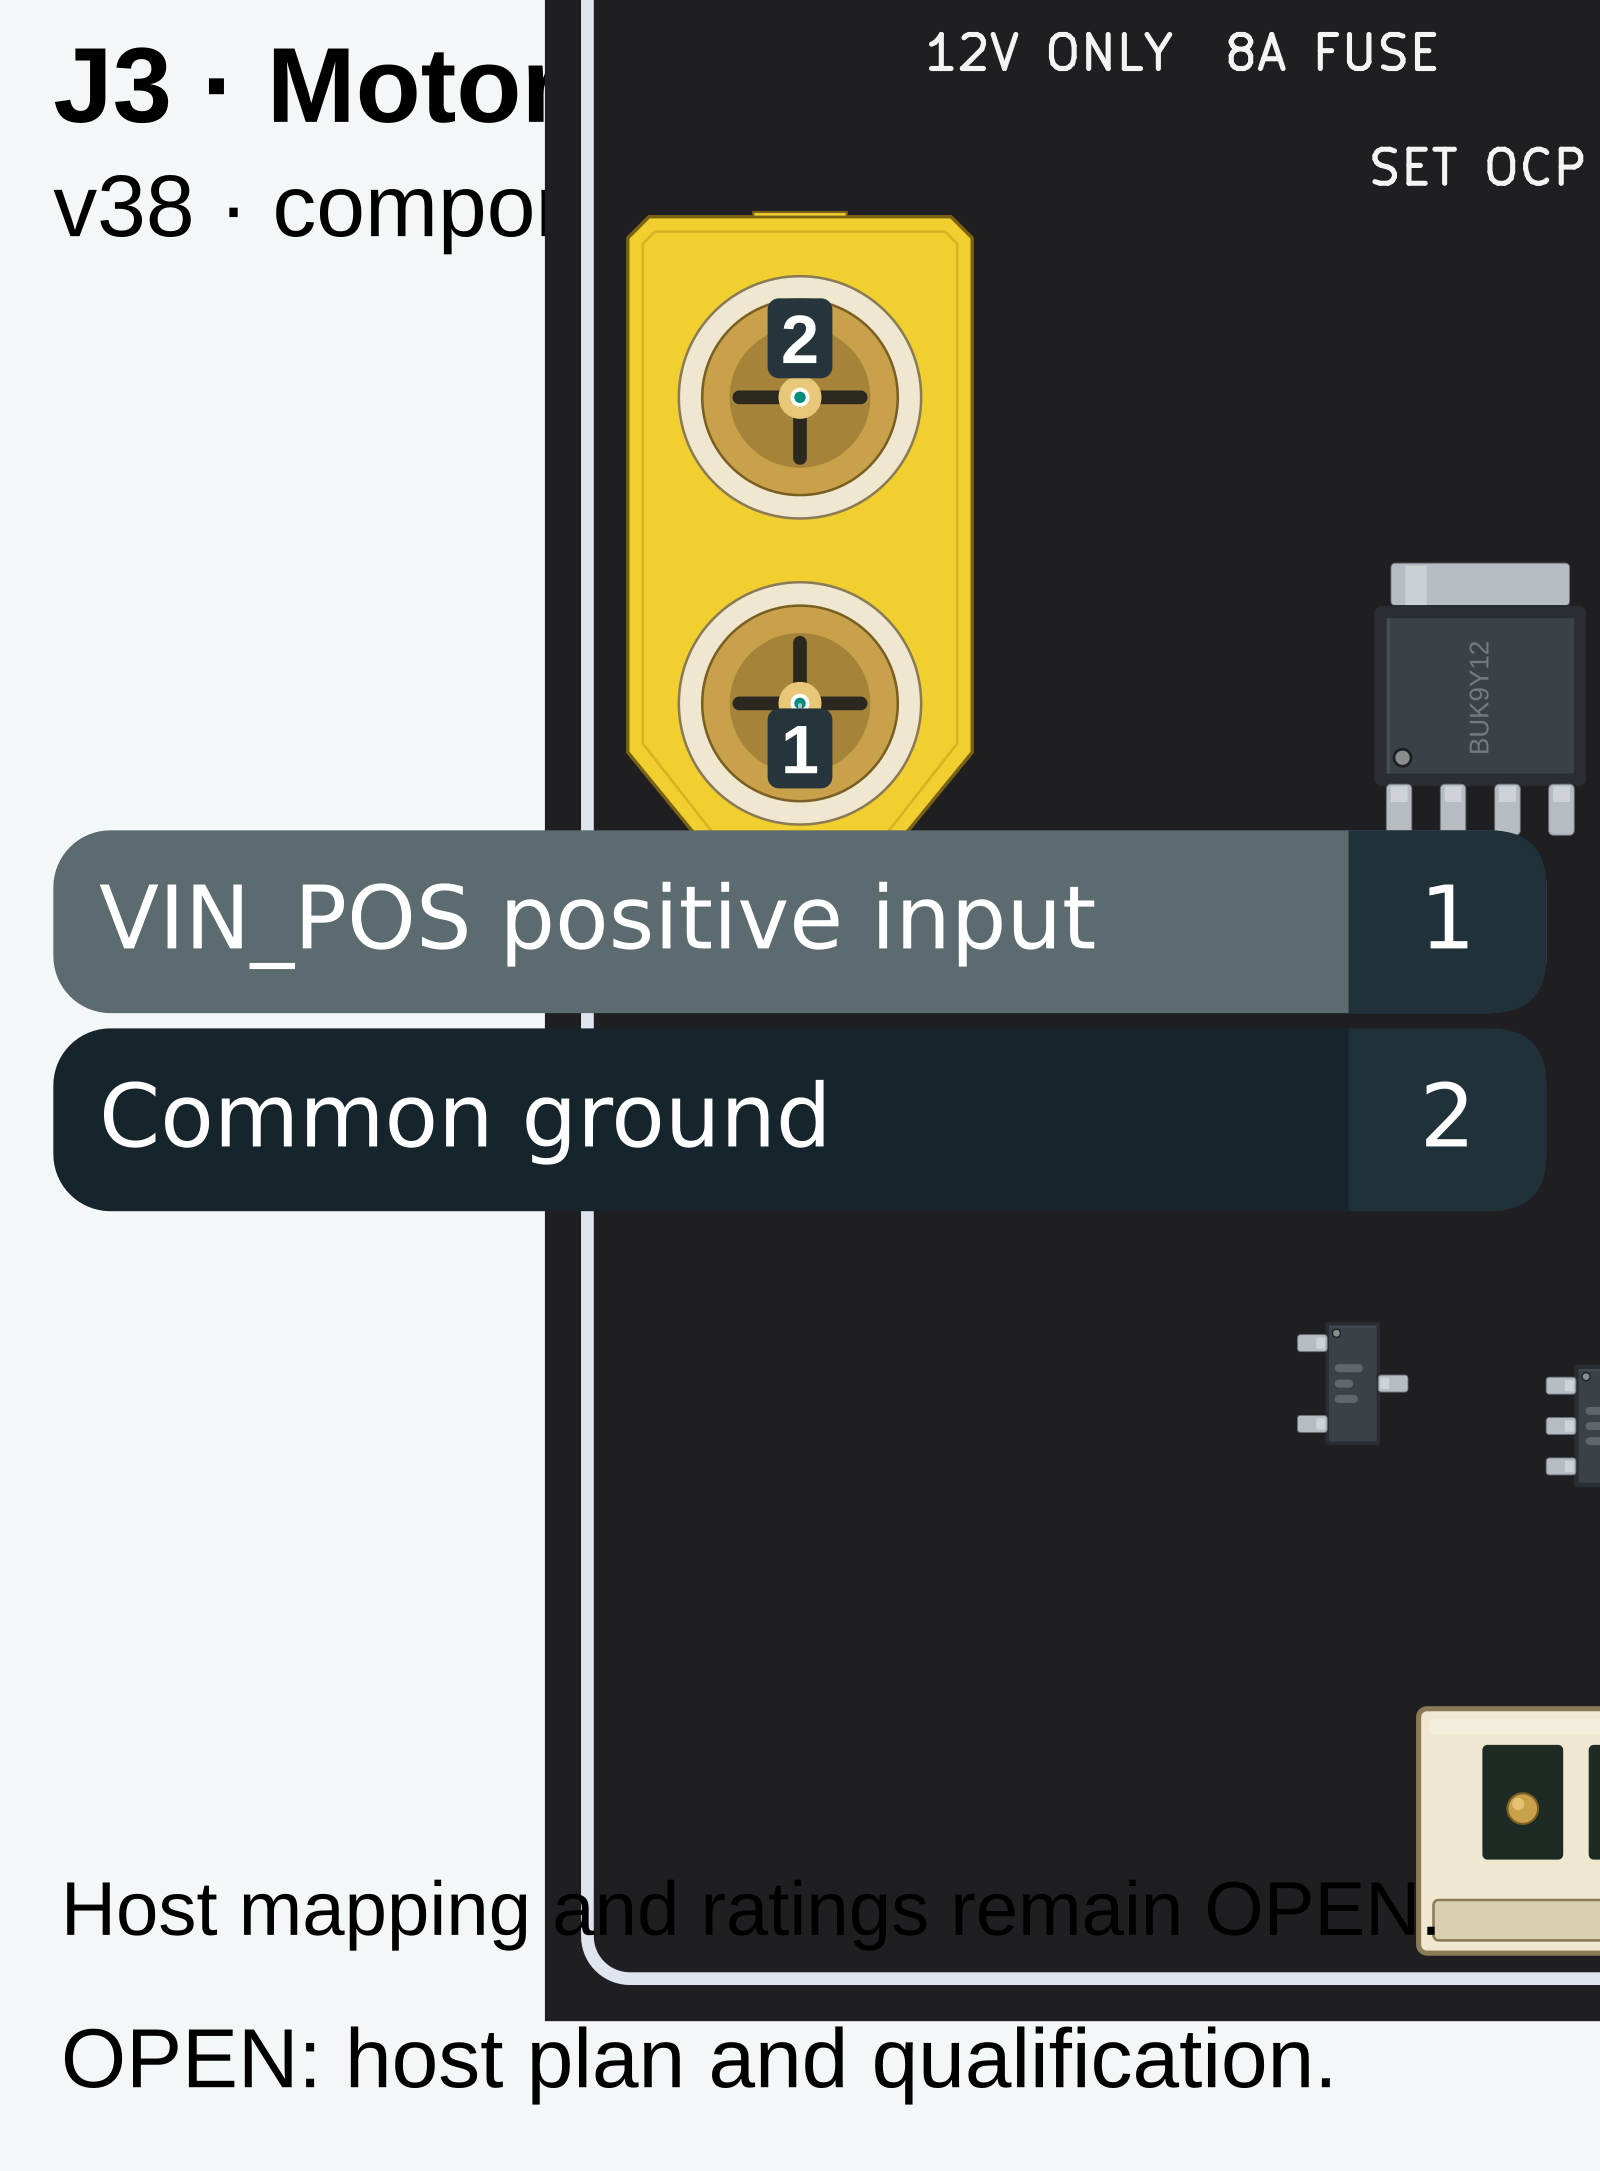 J3 · Motor
12V ONLY 8A FUSE
v38 · compo
SET OCP
2
BUK9Y12
1
VIN_POS positive input 1
Common ground 2
Host mapping and ratings remain OPEN.
OPEN: host plan and qualification.